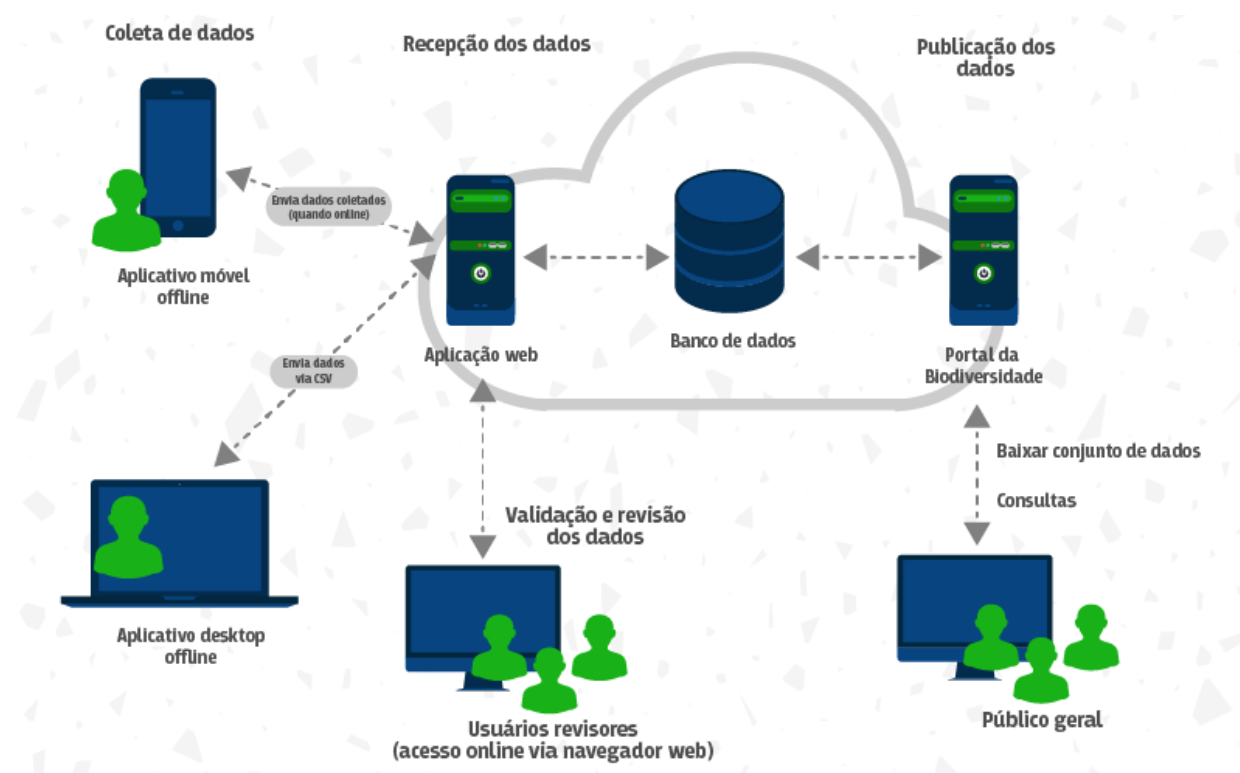 Coleta de dados
Recepção dos dados
Publicação dos
dados
Envia dados coletados
(quando online)
Aplicativo móvel
offline
Aplicação web
Banco de dados
Portal da
Biodiversidade
Envia dados
via CSV
Baixar conjunto de dados
Consultas
Validação e revisão
dos dados
Aplicativo desktop
offline
Usuários revisores
(acesso online via navegador web)
Público geral